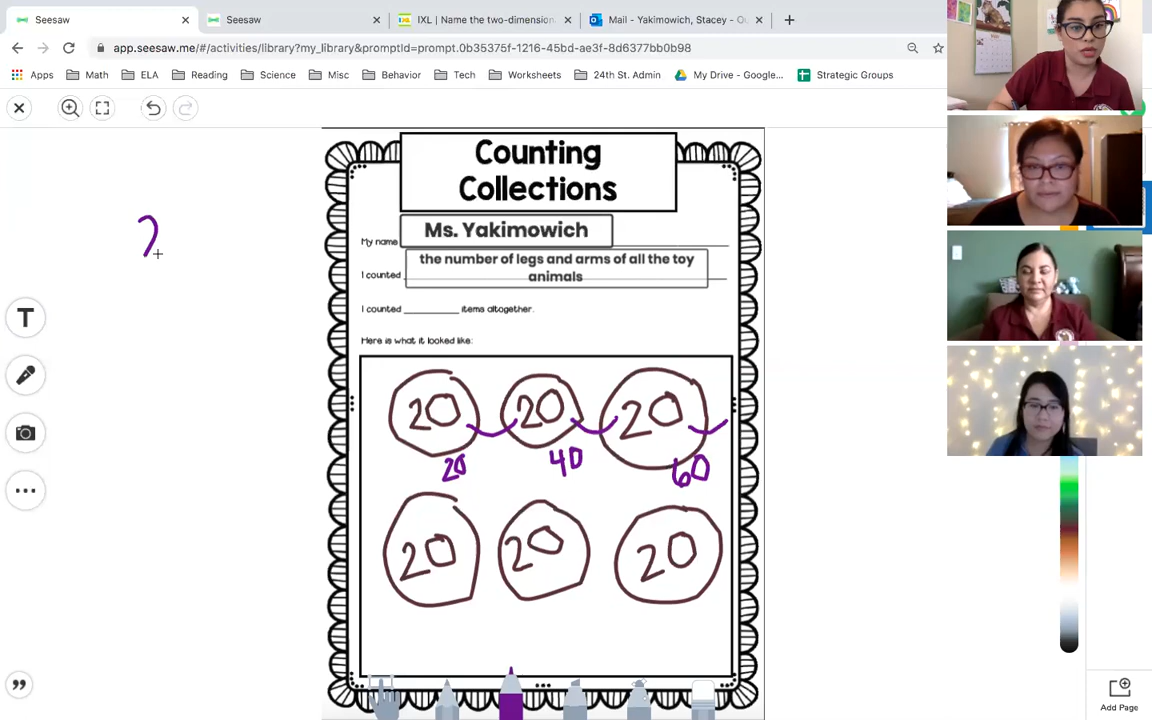 Seesaw
Seesaw
IXL | Name the two-dimension
Mail - Yakimowich, Stacey - Ou
app.seesaw.me/#/activities/library?my_library&promptId=prompt.0b35375f-1216-45bd-ae3f-8d6377bb0b98
Apps Math ELA Reading Science Misc Behavior Tech Worksheets 24th St. Admin My Drive - Google... Strategic Groups
Counting
Collections
My name Ms. Yakimowich
I counted the number of legs and arms of all the toy
animals
I counted ________ items altogether.
Here is what it looked like:
20 20 20
20 40 60
20 20 20
2
T
Add Page